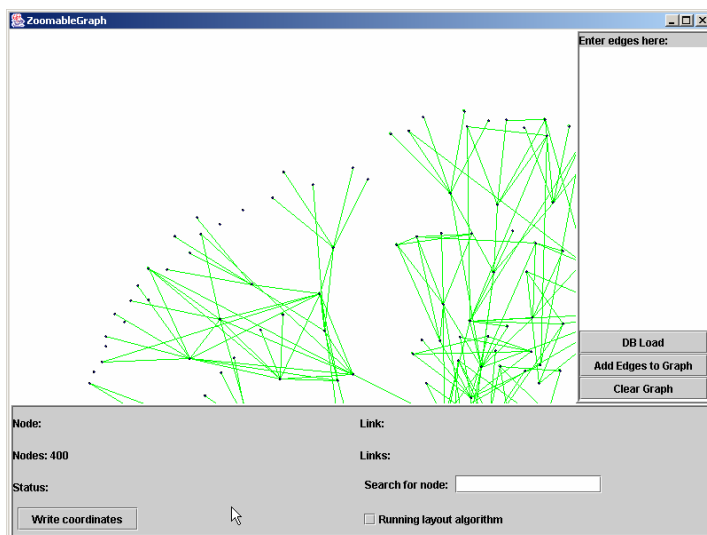 ZoomableGraph
Enter edges here:
DB Load
Add Edges to Graph
Clear Graph
Node:
Link:
Nodes: 400
Links:
Status:
Search for node:
Write coordinates
Running layout algorithm